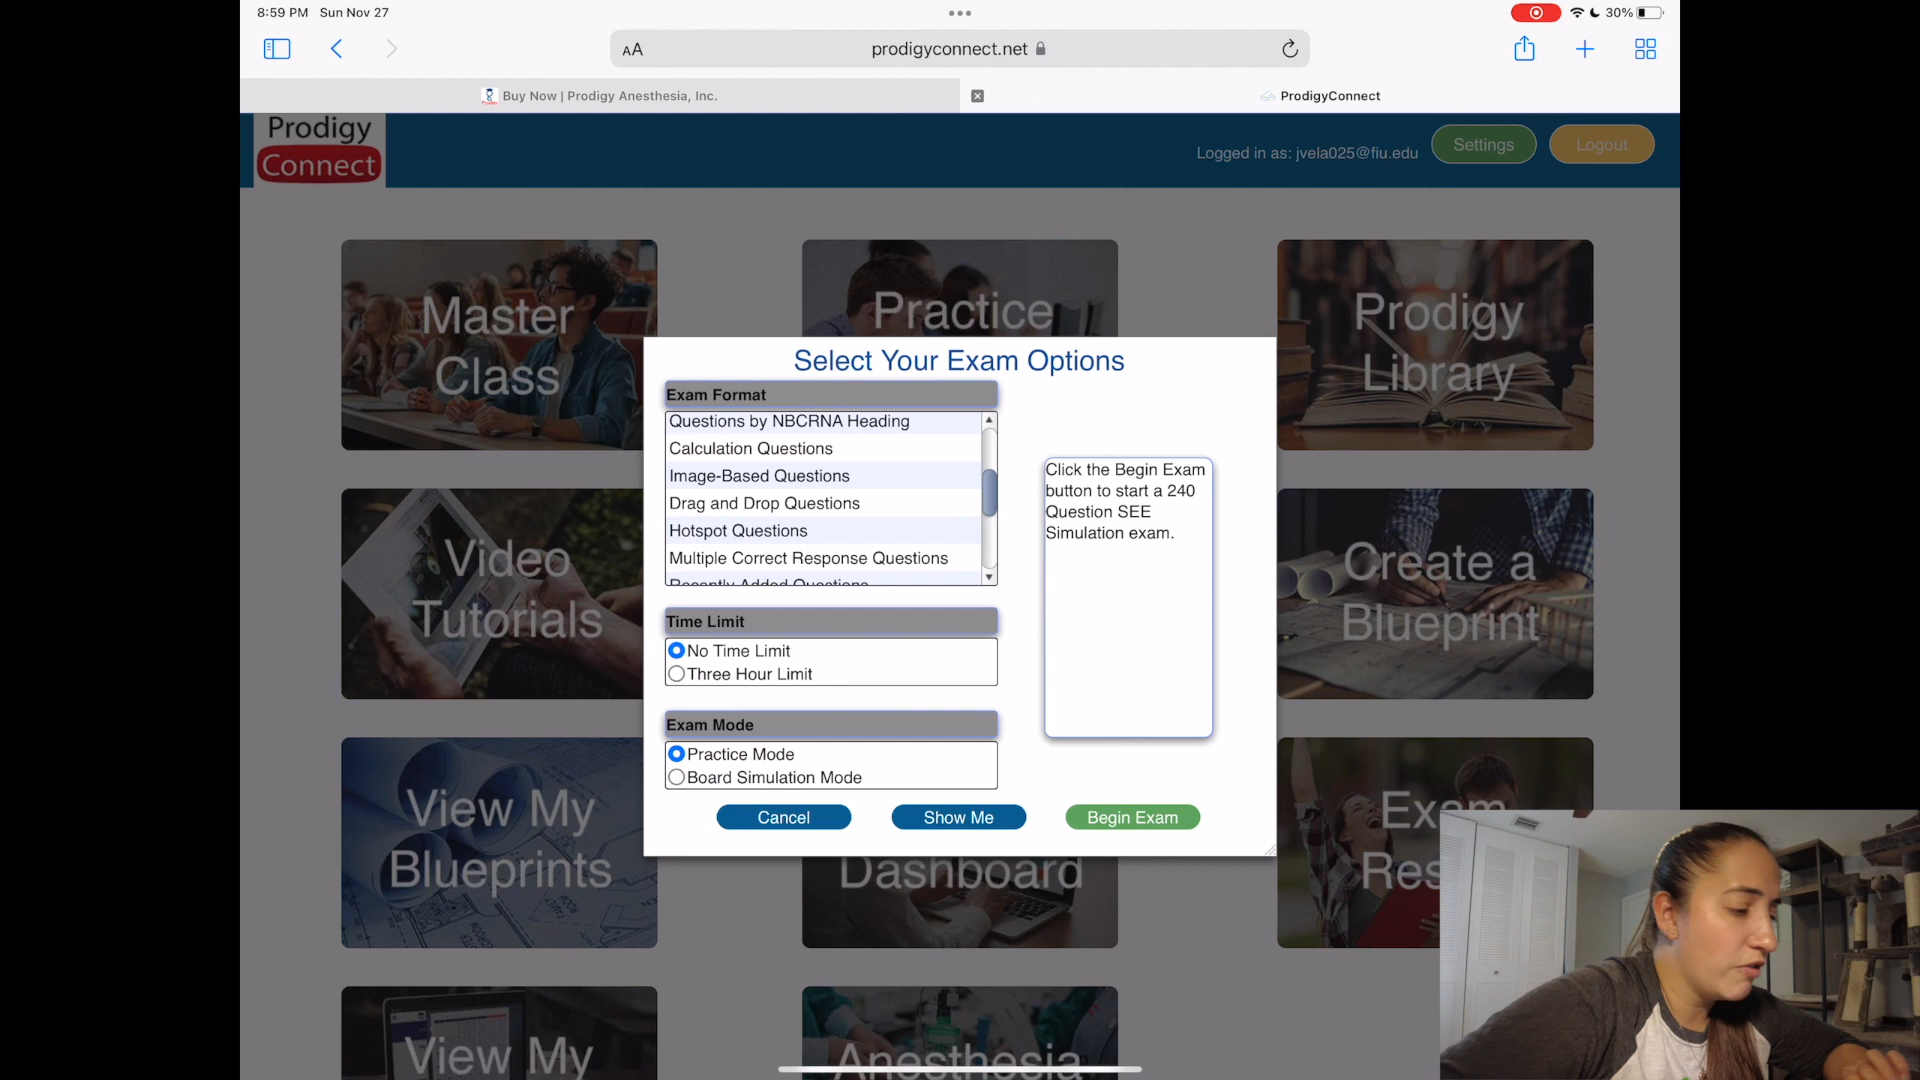 8:59 PM Sun Nov 27
30%
AA
prodigyconnect.net
Buy Now | Prodigy Anesthesia, Inc.
ProdigyConnect
Prodigy
Connect
Logged in as: jvela025@fiu.edu
Settings
Logout
Master
Class
Practice
Prodigy
Library
Select Your Exam Options
Exam Format
Questions by NBCRNA Heading
Calculation Questions
Image-Based Questions
Drag and Drop Questions
Hotspot Questions
Multiple Correct Response Questions
Recently Added Questions
Click the Begin Exam
button to start a 240
Question SEE
Simulation exam.
Video
Tutorials
Create a
Blueprint
Time Limit
No Time Limit
Three Hour Limit
Exam Mode
Practice Mode
Board Simulation Mode
Cancel
Show Me
Begin Exam
View My
Blueprints
Dashboard
Exam
Res
View My
Anesthesia